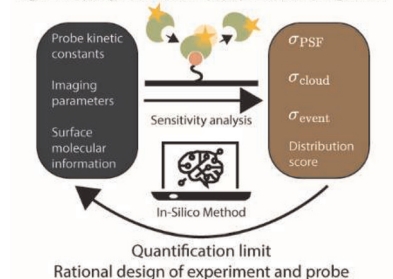 Probe kinetic
constants
Imaging
parameters
Surface
molecular
information
Sensitivity analysis
In-Silico Method
σPSF
σcloud
σevent
Distribution
score
Quantification limit
Rational design of experiment and probe